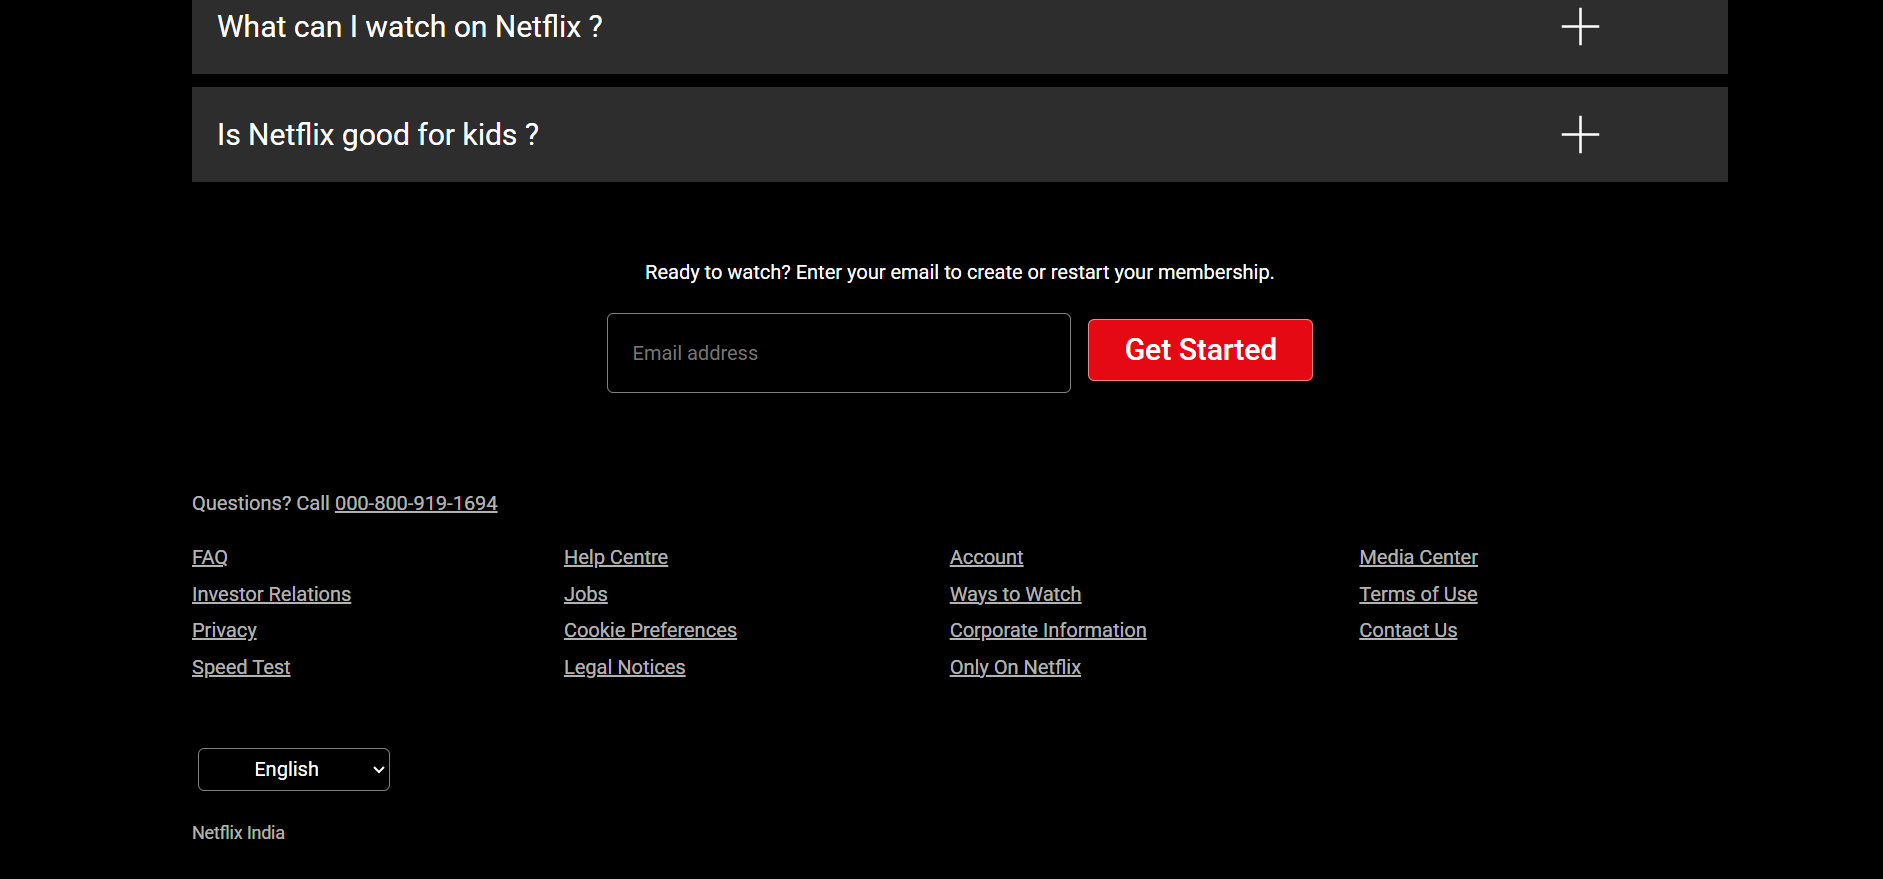 What can I watch on Netflix ?
Is Netflix good for kids ?
Ready to watch? Enter your email to create or restart your membership.
Email address
Get Started
Questions? Call 000-800-919-1694
FAQ
Help Centre
Account
Media Center
Investor Relations
Jobs
Ways to Watch
Terms of Use
Privacy
Cookie Preferences
Corporate Information
Contact Us
Speed Test
Legal Notices
Only On Netflix
English
Netflix India